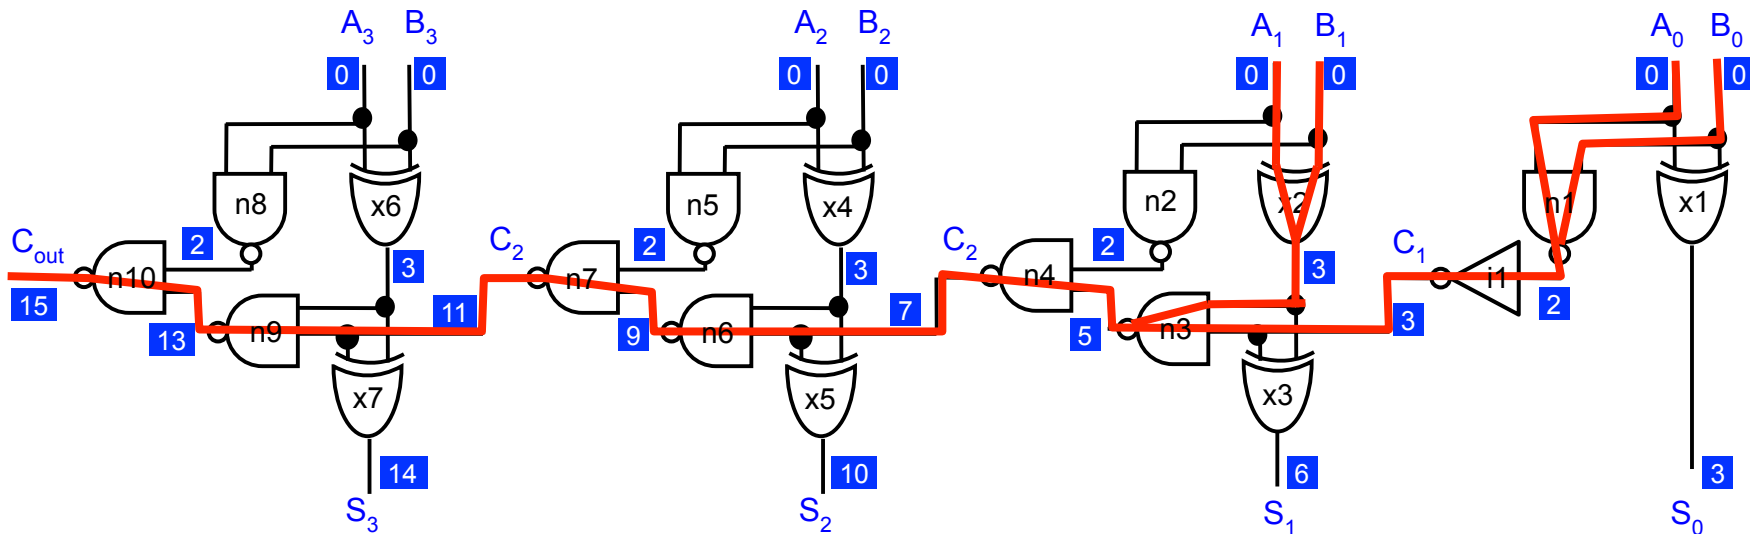 A3 B3 A2 B2 A1 B1 A0 B0
0 0 0 0 0 0 0 0
n8 x6 n5 x4 n2 x2 n1 x1
Cout 2 C2 2 C2 2 C1
3 3 3 2
n10 n7 n4 i1
15 13 n9 11 9 n6 7 5 n3 3
x7 x5 x3
14 10 6 3
S3 S2 S1 S0